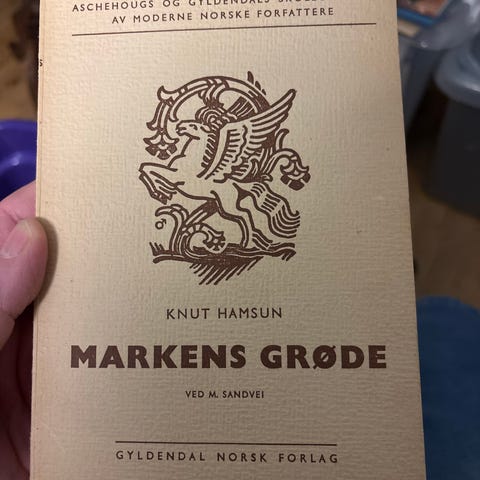 ASCHEHOUGS OG GYLDENDALS
AV MODERNE NORSKE FORFATTERE
KNUT HAMSUN
MARKENS GRØDE
VED M. SANDVEI
GYLDENDAL NORSK FORLAG